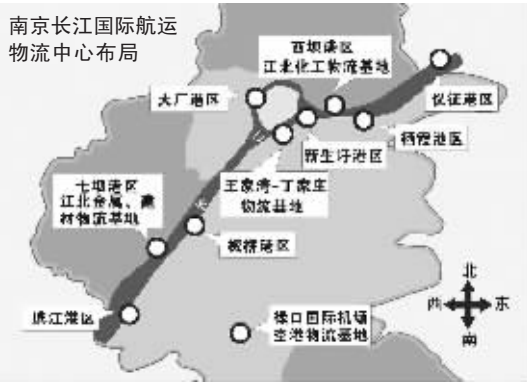 南京长江国际航运
物流中心布局
西坝港区
江北化工物流基地
大厂港区
仪征港区
栖霞港区
新生圩港区
王家湾-丁家庄
物流基地
七坝港区
江北金属、建
材物流基地
板桥港区
滨江港区
禄口国际机场
空港物流基地
北
西
东
南